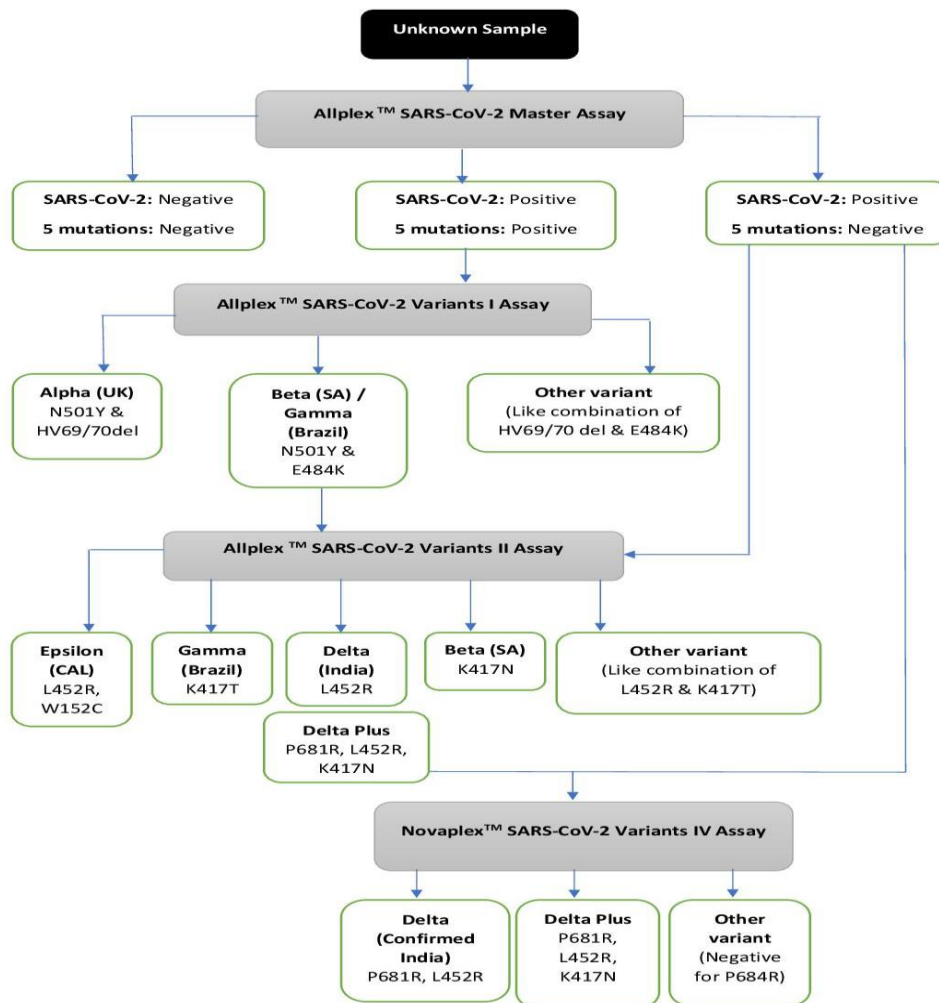 Unknown Sample
Allplex™ SARS-CoV-2 Master Assay
SARS-CoV-2: Negative
5 mutations: Negative
SARS-CoV-2: Positive
5 mutations: Positive
SARS-CoV-2: Positive
5 mutations: Negative
Allplex™ SARS-CoV-2 Variants I Assay
Alpha (UK)
N501Y &
HV69/70del
Beta (SA) /
Gamma
(Brazil)
N501Y &
E484K
Other variant
(Like combination of
HV69/70 del & E484K)
Allplex ™ SARS-CoV-2 Variants II Assay
Epsilon
(CAL)
L452R,
W152C
Gamma
(Brazil)
K417T
Delta
(India)
L452R
Beta (SA)
K417N
Other variant
(Like combination of
L452R & K417T)
Delta Plus
P681R, L452R,
K417N
Novaplex™ SARS-CoV-2 Variants IV Assay
Delta
(Confirmed
India)
P681R, L452R
Delta Plus
P681R,
L452R,
K417N
Other
variant
(Negative
for P684R)